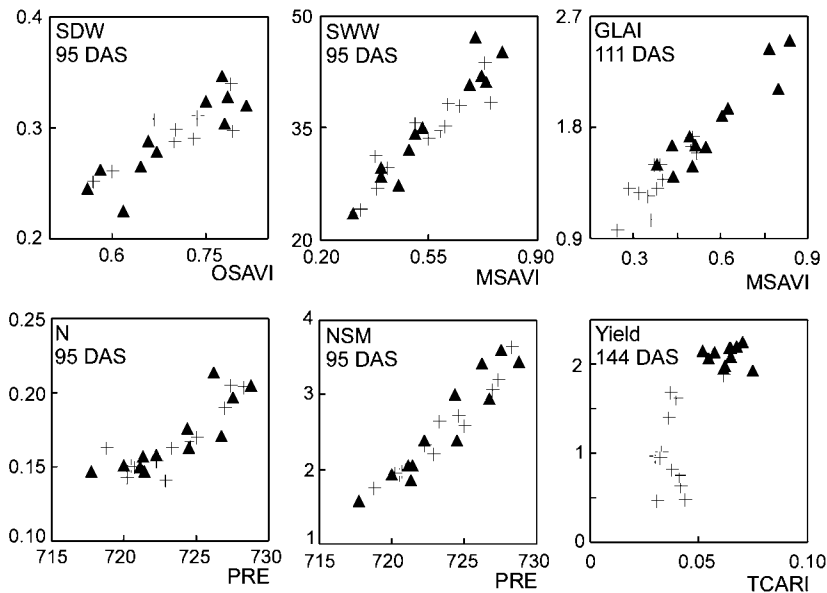 0.4
SDW
95 DAS
0.3
0.2
0.6
0.75
OSAVI
50
SWW
95 DAS
35
20
0.20
0.55
0.90
MSAVI
2.7
GLAI
111 DAS
1.8
0.9
0.3
0.6
0.9
MSAVI
0.25
N
95 DAS
0.20
0.15
0.10
715
720
725
730
PRE
4
NSM
95 DAS
3
2
1
715
720
725
730
PRE
Yield
144 DAS
2
1
0
0
0.05
0.10
TCARI